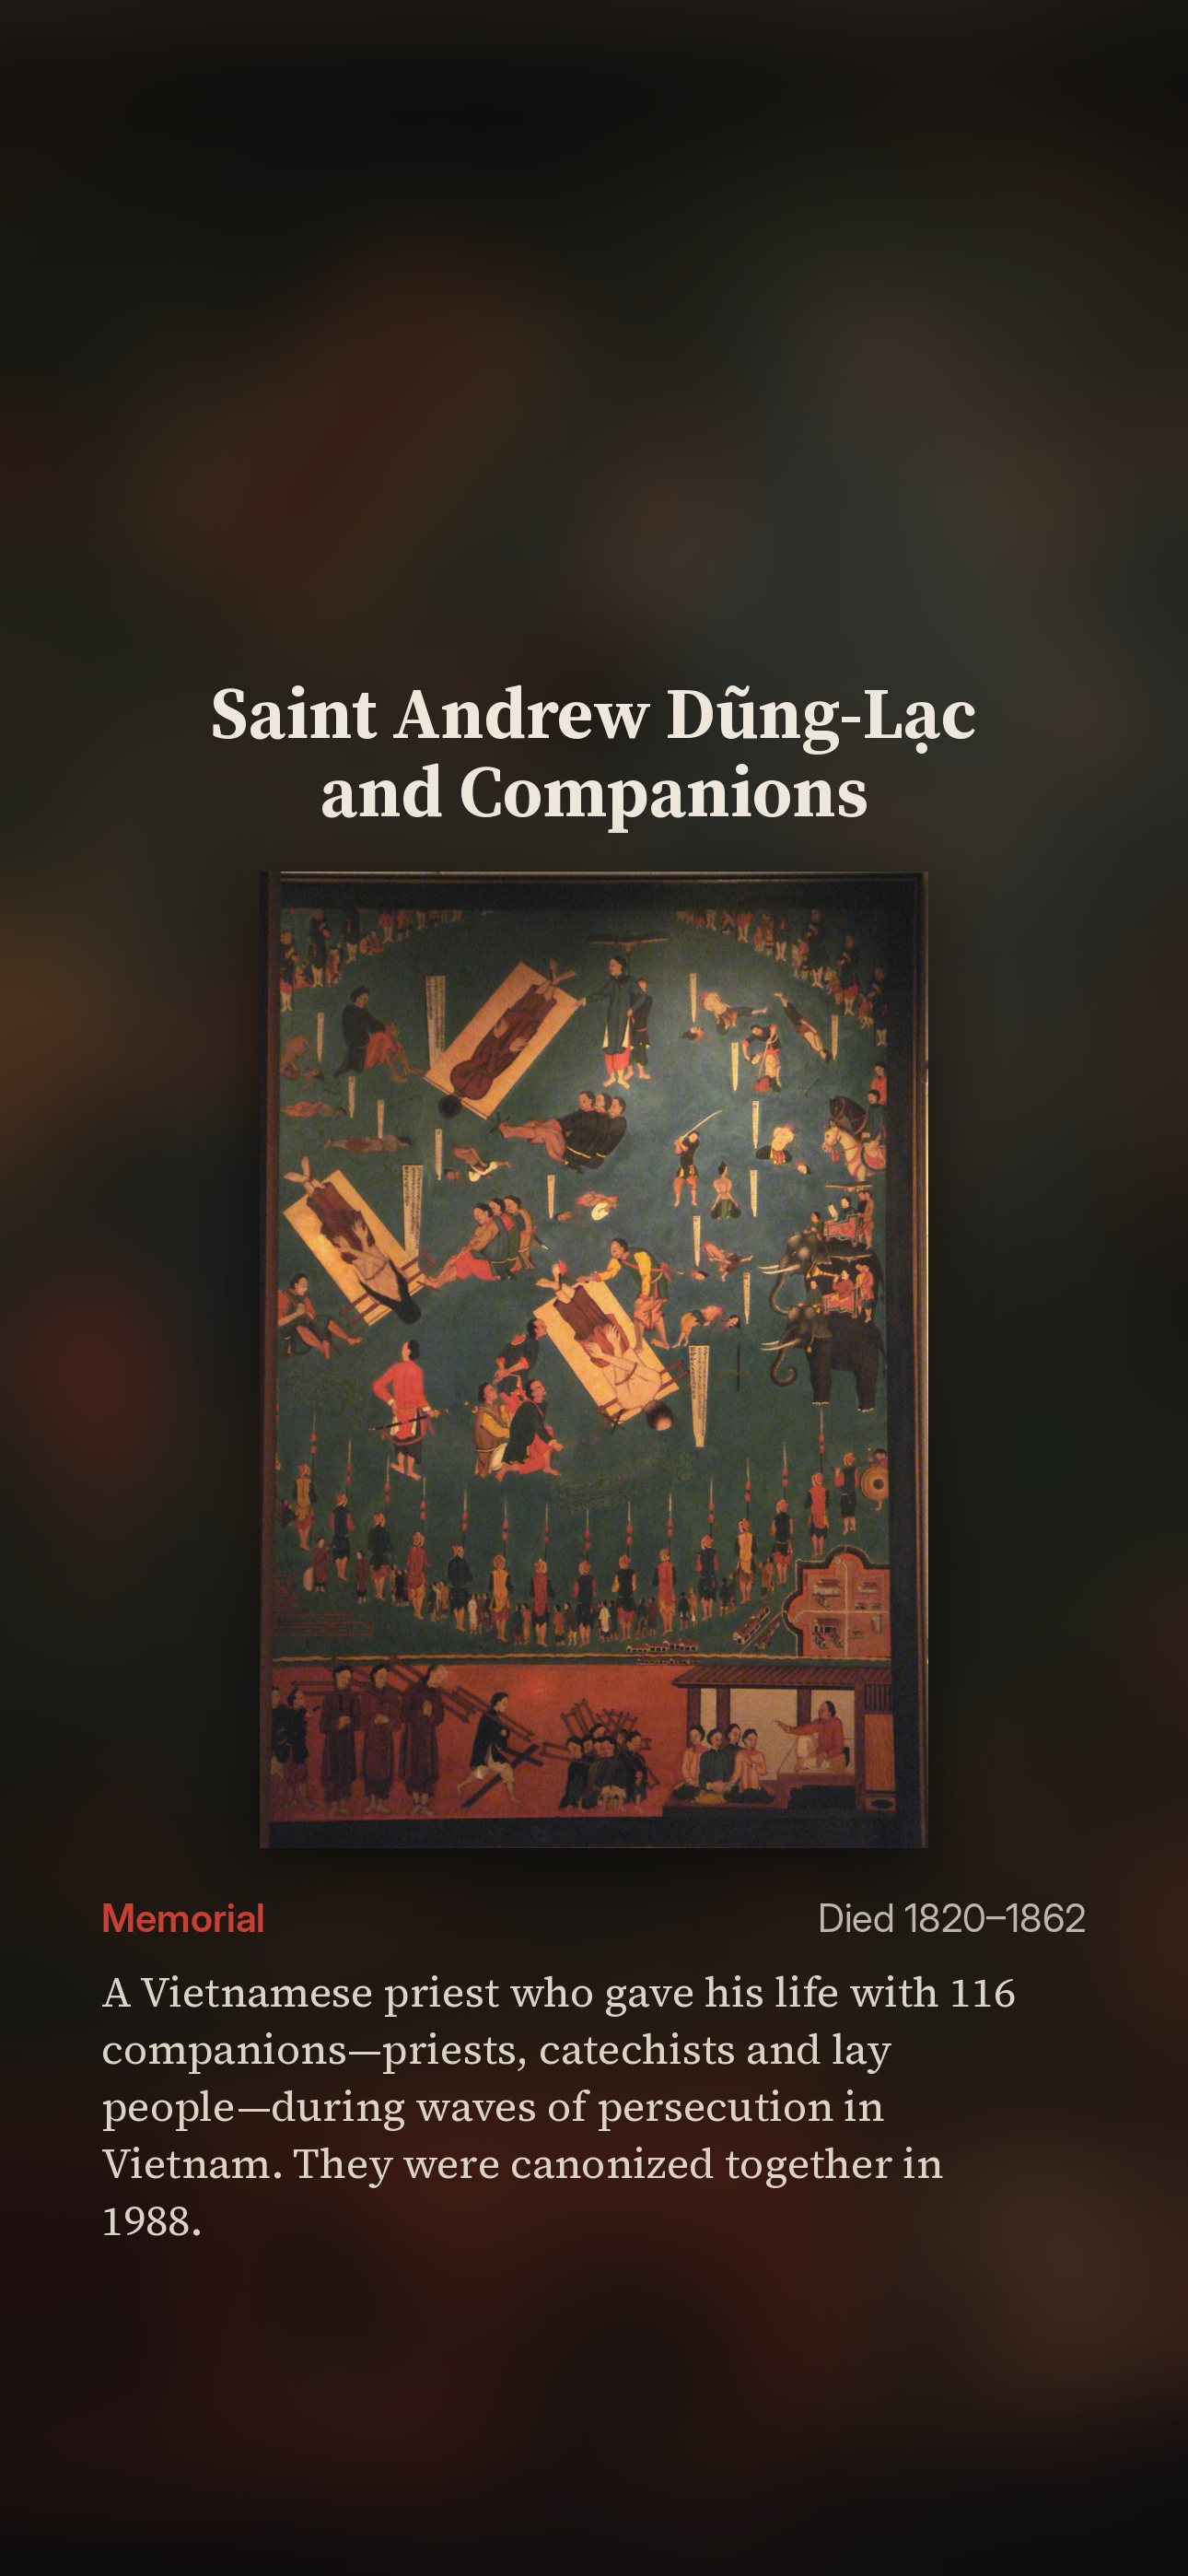 Saint Andrew Dũng-Lạc
and Companions
Memorial
Died 1820–1862
A Vietnamese priest who gave his life with 116
companions—priests, catechists and lay
people—during waves of persecution in
Vietnam. They were canonized together in
1988.